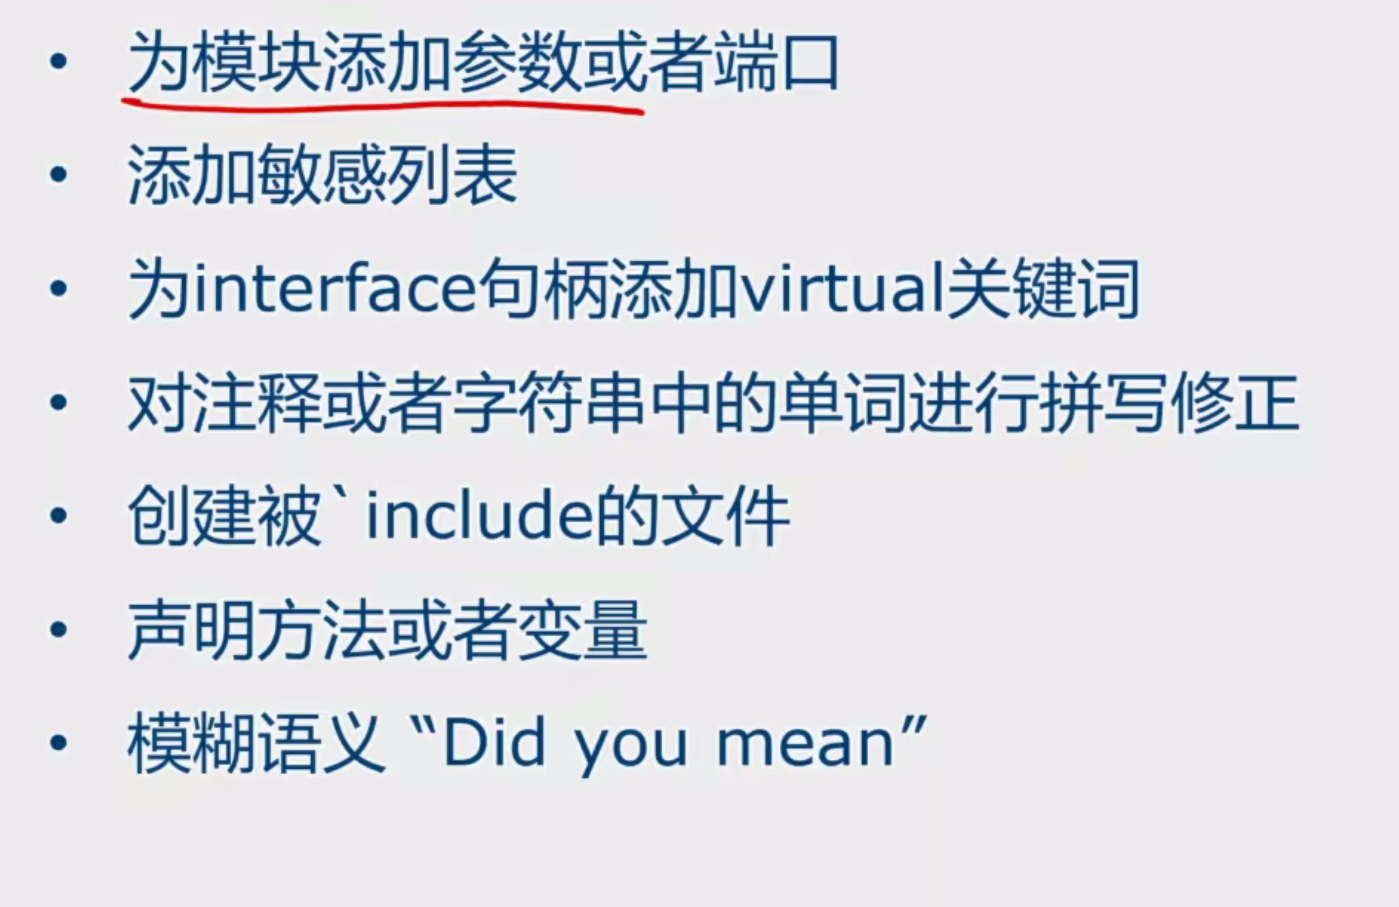 • 为模块添加参数或者端口
• 添加敏感列表
• 为interface句柄添加virtual关键词
• 对注释或者字符串中的单词进行拼写修正
• 创建被`include的文件
• 声明方法或者变量
• 模糊语义 “Did you mean”